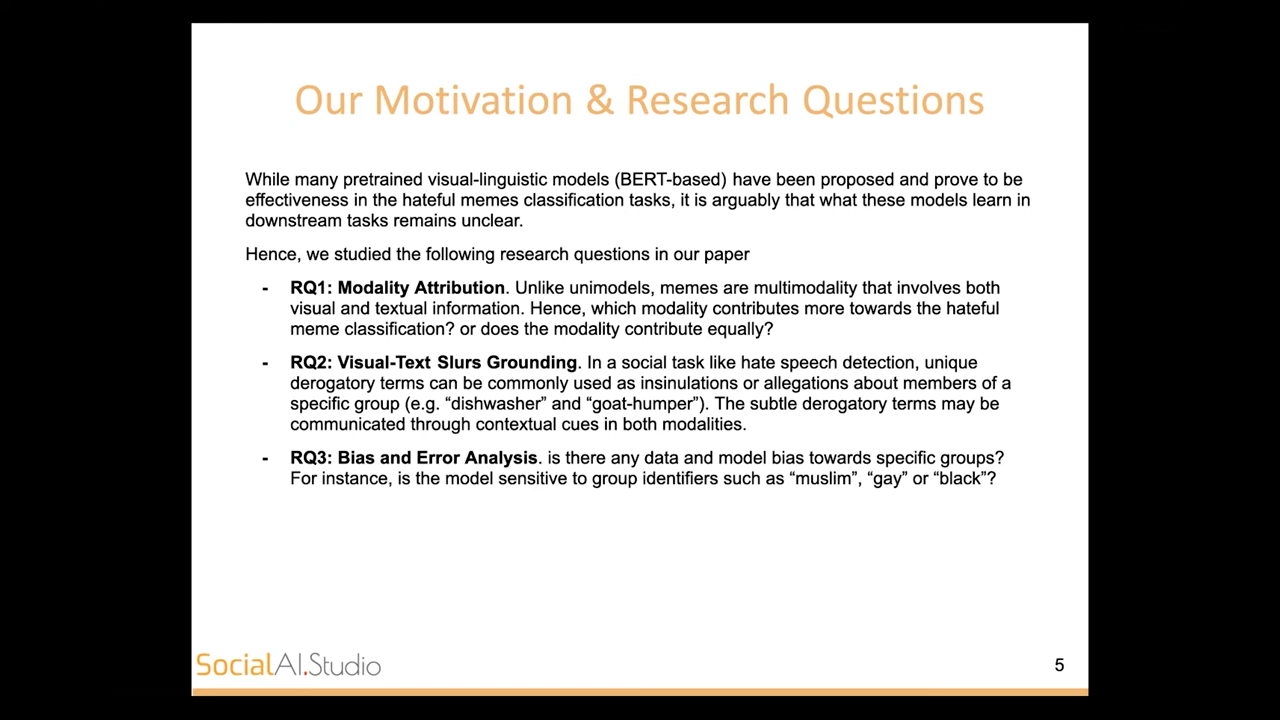 Our Motivation & Research Questions
While many pretrained visual-linguistic models (BERT-based) have been proposed and prove to be
effectiveness in the hateful memes classification tasks, it is arguably that what these models learn in
downstream tasks remains unclear.
Hence, we studied the following research questions in our paper
- RQ1: Modality Attribution. Unlike unimodels, memes are multimodality that involves both
visual and textual information. Hence, which modality contributes more towards the hateful
meme classification? or does the modality contribute equally?
- RQ2: Visual-Text Slurs Grounding. In a social task like hate speech detection, unique
derogatory terms can be commonly used as insinulations or allegations about members of a
specific group (e.g. “dishwasher” and “goat-humper”). The subtle derogatory terms may be
communicated through contextual cues in both modalities.
- RQ3: Bias and Error Analysis. is there any data and model bias towards specific groups?
For instance, is the model sensitive to group identifiers such as “muslim”, “gay” or “black”?
SocialAI.Studio
5